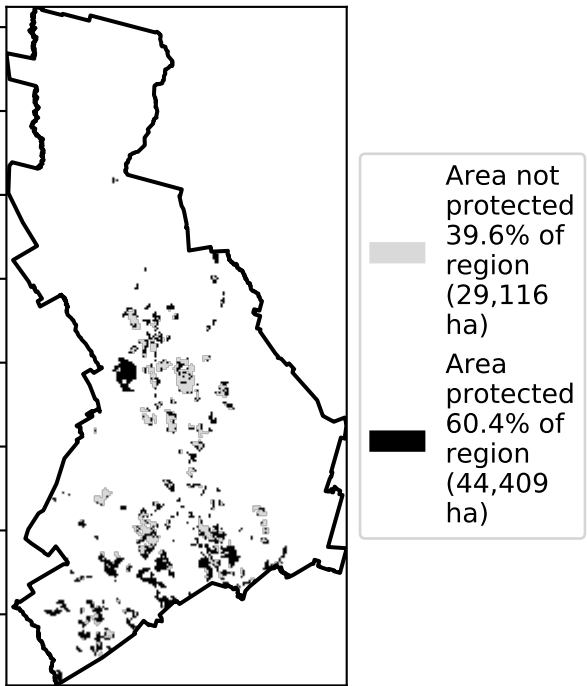 Area not
protected
39.6% of
region
(29,116
ha)
Area
protected
60.4% of
region
(44,409
ha)